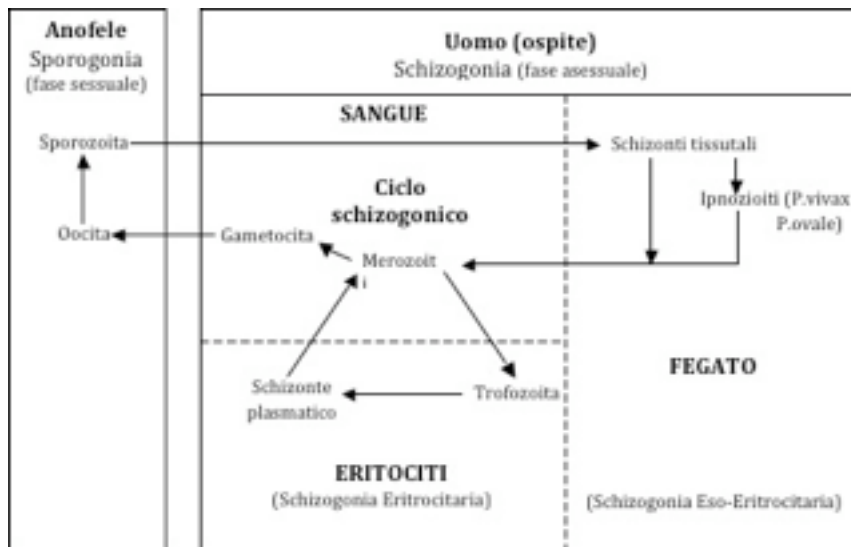 Anofele
Sporogonia
(fase sessuale)
Uomo (ospite)
Schizogonia (fase asessuale)
SANGUE
Sporozoita
Schizonti tissutali
Ciclo
schizogonico
Ipnozioiti (P.vivax
P.ovale)
Oocita
Gametocita
Merozoit
i
FEGATO
Schizonte
plasmatico
Trofozoita
ERITOCITI
(Schizogonia Eritrocitaria)
(Schizogonia Eso-Eritrocitaria)